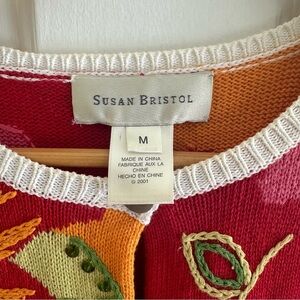 SUSAN BRISTOL
M
MADE IN CHINA
FABRIQUE AUX LA
CHINE
HECHO EN CHINE
© 2001